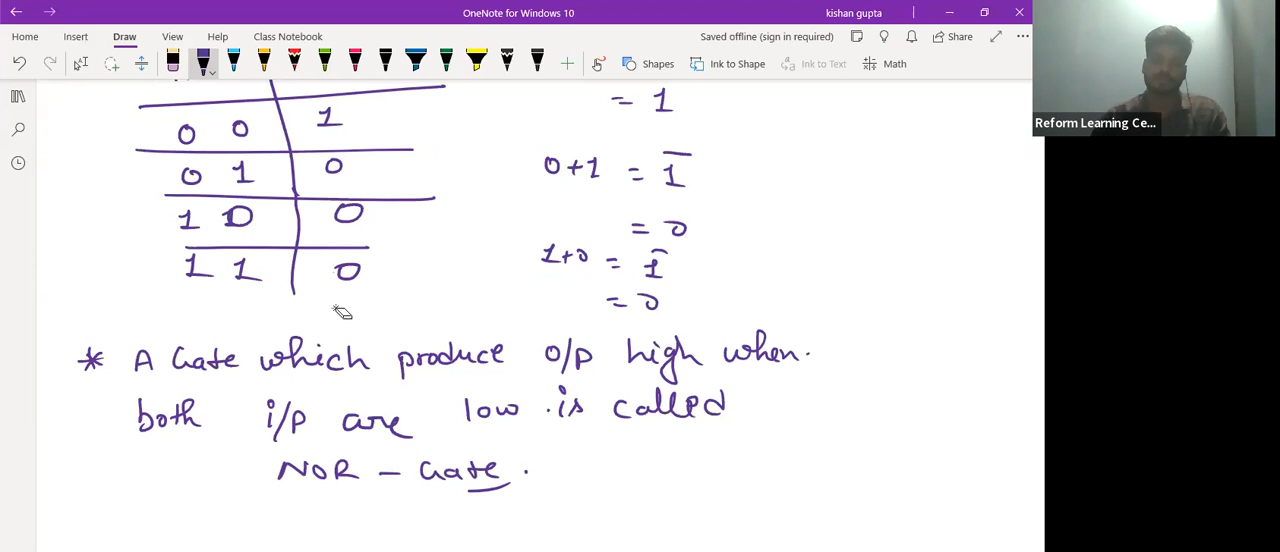 OneNote for Windows 10
kishan gupta
Home Insert Draw View Help Class Notebook
Saved offline (sign in required)
Share
Shapes
Ink to Shape
Ink to Text
Math
Reform Learning Ce...
0 0 1
0 1 0
1 0 0
1 1 0
= 1
0+1 = 1̅
= 0
1+0 = 1̅
= 0
* A Gate which produce o/p high when.
both i/p are low .is called
NOR - Gate .